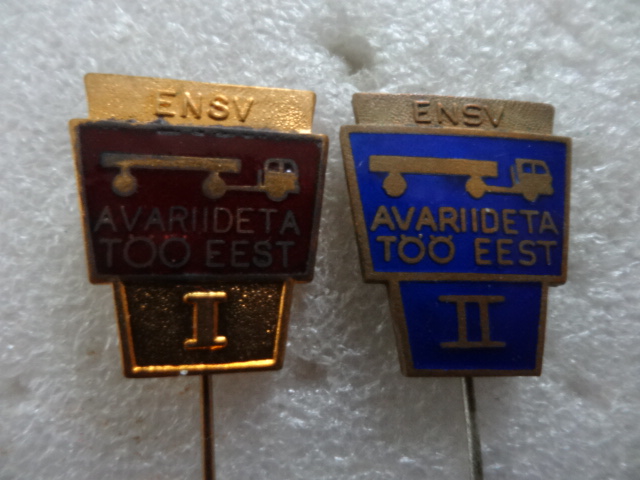 ENSV
AVARIIDETA
TÖÖ EEST
I
ENSV
AVARIIDETA
TÖÖ EEST
II